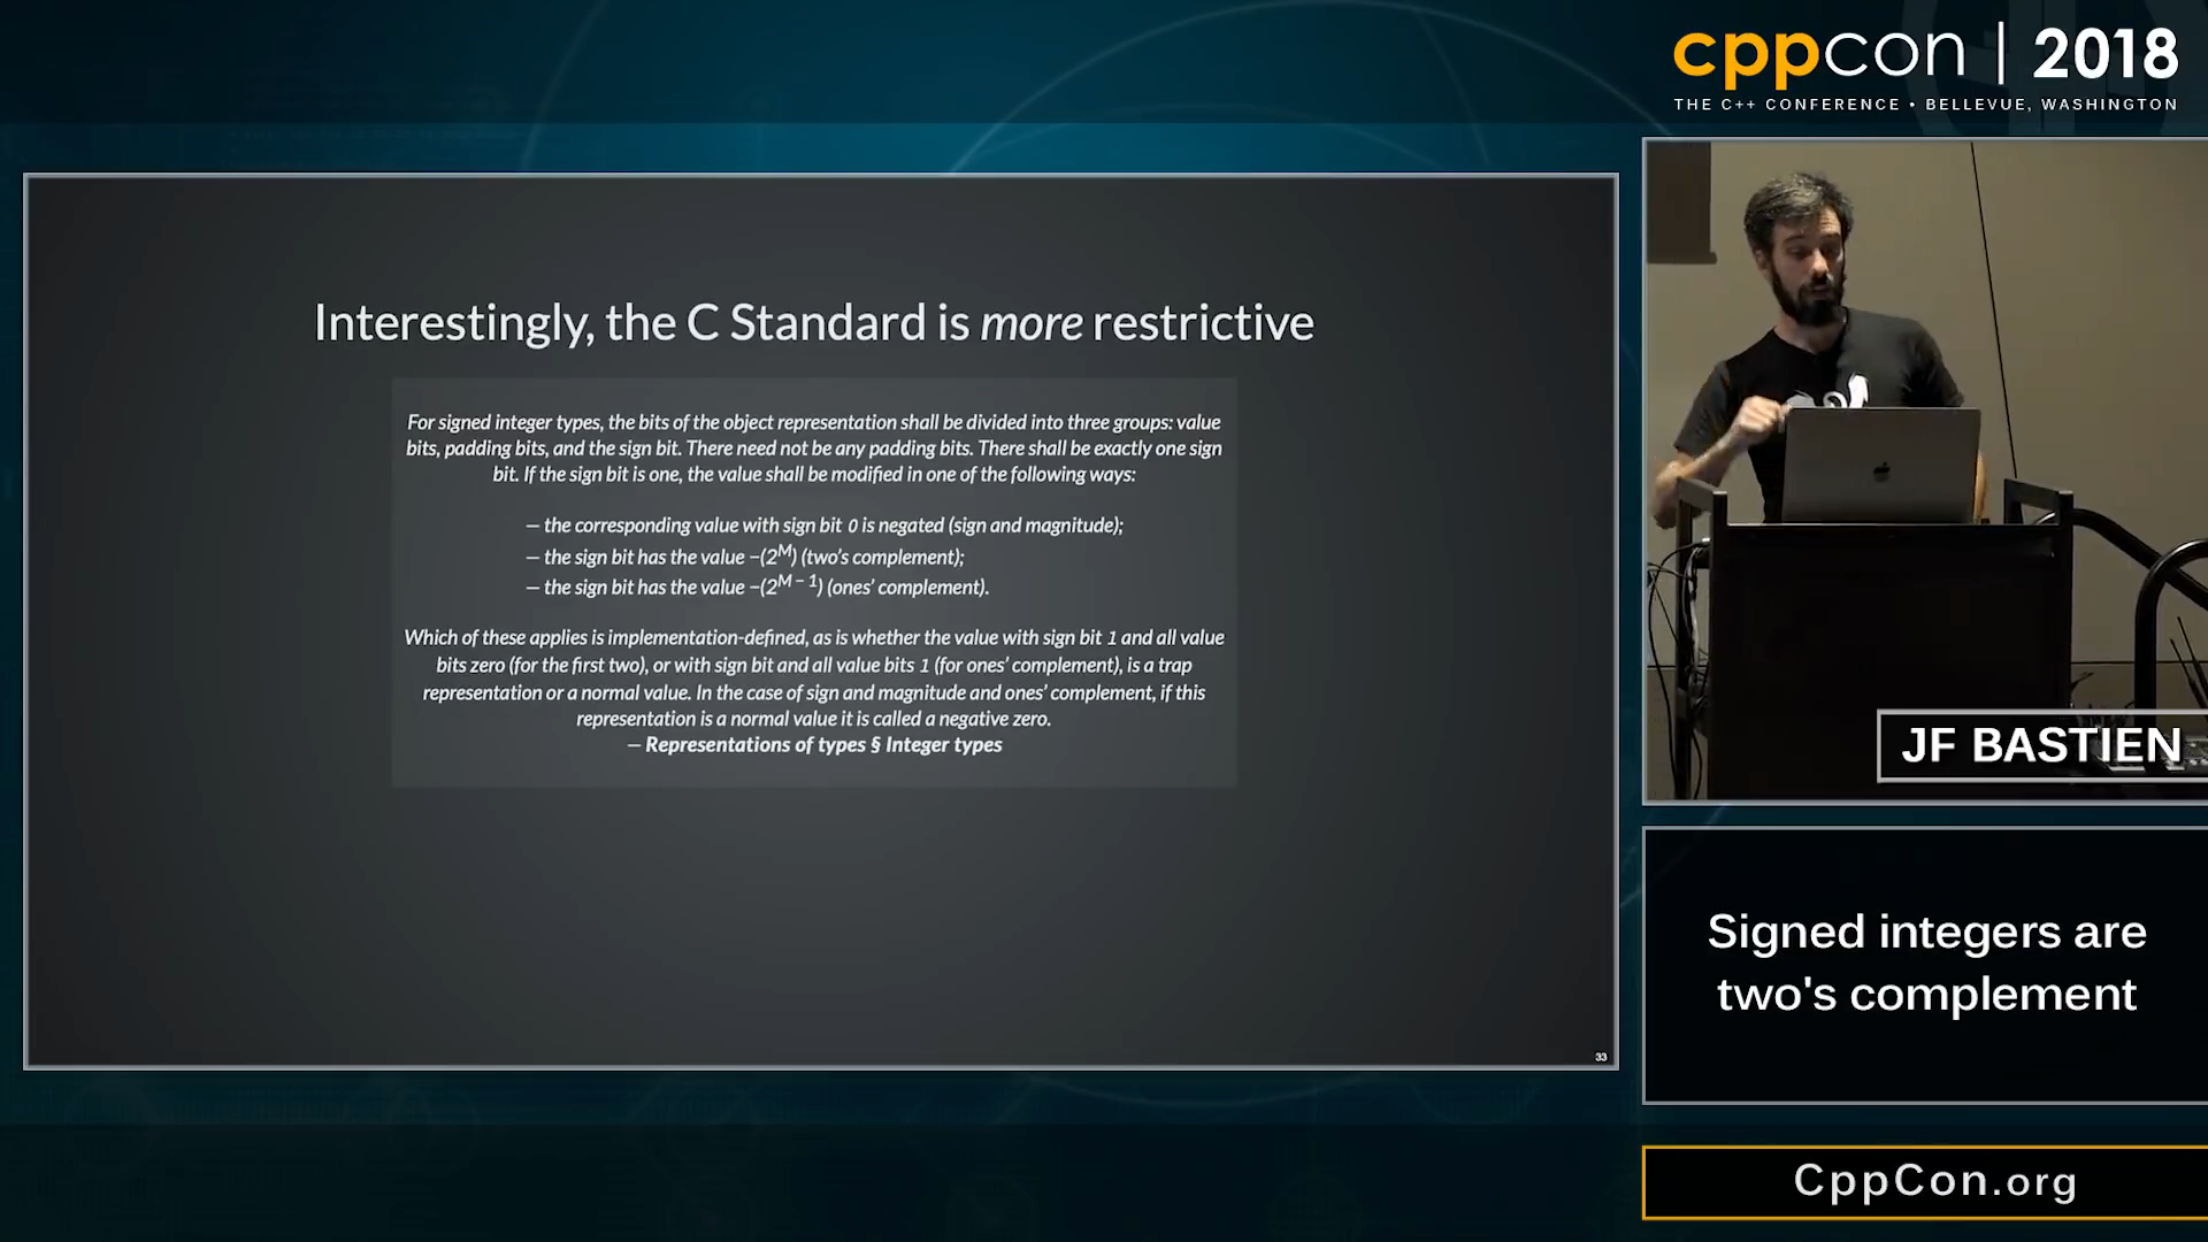 cppcon | 2018
THE C++ CONFERENCE • BELLEVUE, WASHINGTON
Interestingly, the C Standard is more restrictive
For signed integer types, the bits of the object representation shall be divided into three groups: value
bits, padding bits, and the sign bit. There need not be any padding bits. There shall be exactly one sign
bit. If the sign bit is one, the value shall be modified in one of the following ways:
— the corresponding value with sign bit 0 is negated (sign and magnitude);
— the sign bit has the value −(2^M) (two's complement);
— the sign bit has the value −(2^M − 1) (ones' complement).
Which of these applies is implementation-defined, as is whether the value with sign bit 1 and all value
bits zero (for the first two), or with sign bit and all value bits 1 (for ones' complement), is a trap
representation or a normal value. In the case of sign and magnitude and ones' complement, if this
representation is a normal value it is called a negative zero.
— Representations of types § Integer types
33
JF BASTIEN
Signed integers are
two's complement
CppCon.org